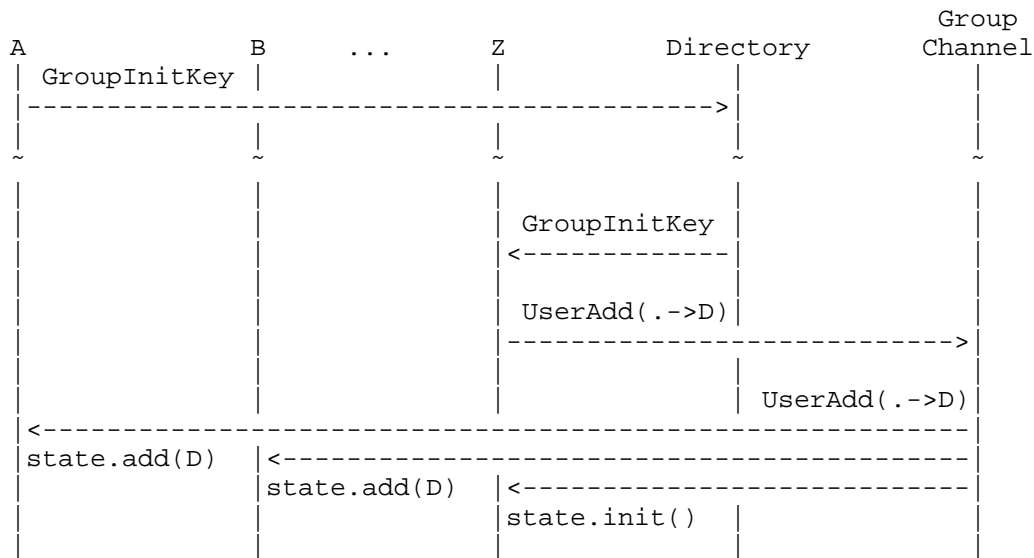 Group
A B ... Z Directory Channel
GroupInitKey
GroupInitKey
UserAdd(.->D)
UserAdd(.->D)
state.add(D)
state.add(D)
state.init()